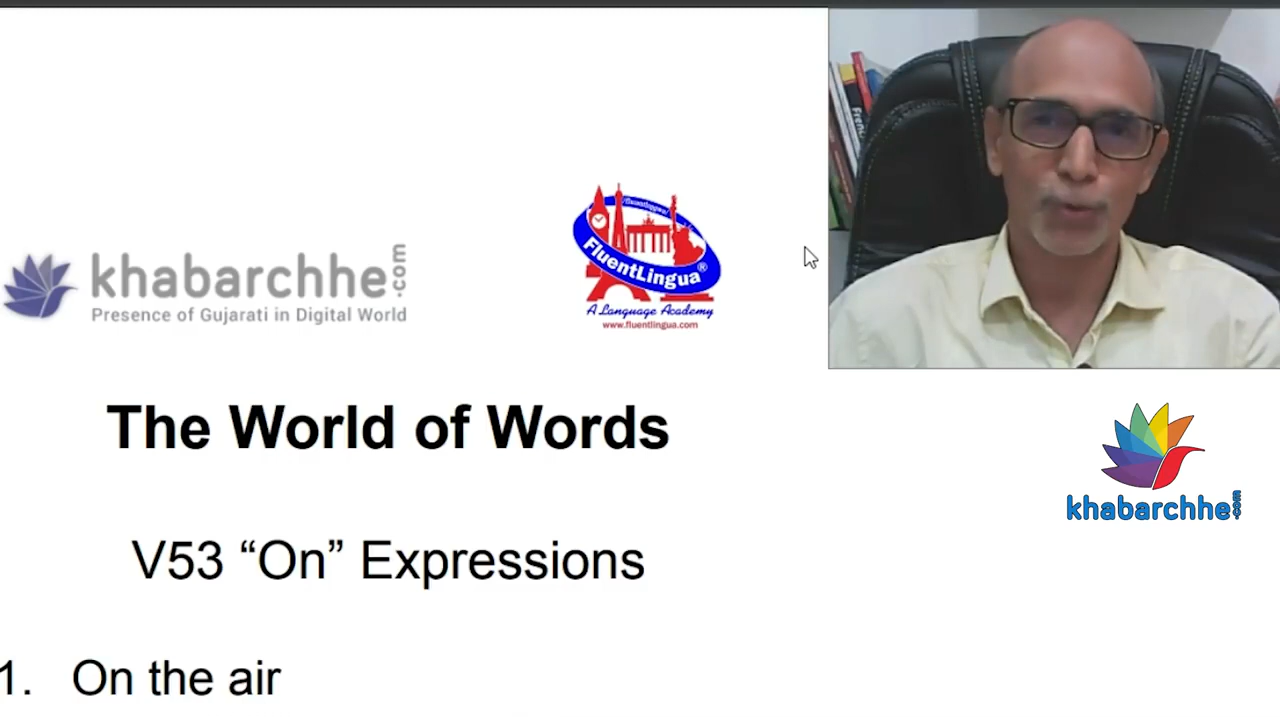 khabarchhe.com
Presence of Gujarati in Digital World
FluentLingua®
A Language Academy
www.fluentlingua.com
The World of Words
V53 “On” Expressions
1. On the air
khabarchhe.com